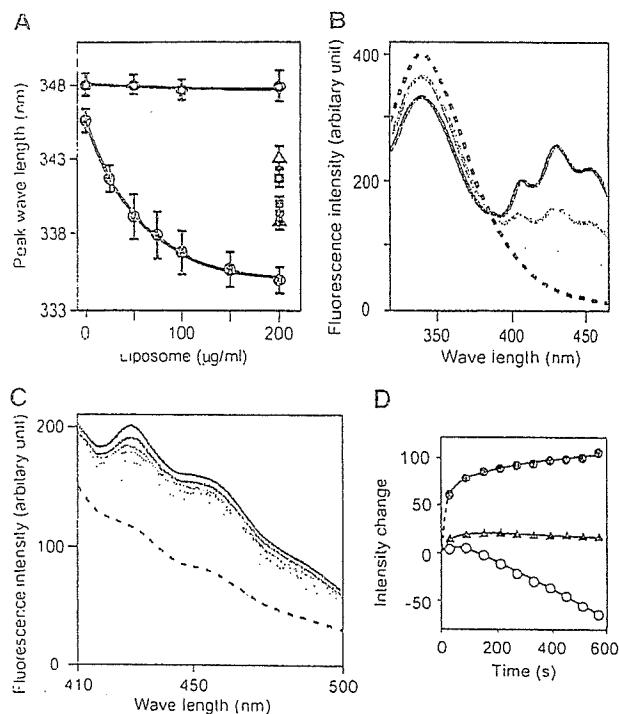 A
Peak wave length (nm)
348
343
338
333
0
100
200
Liposome (µg/ml)
B
Fluorescence intensity (arbitary unit)
400
200
100
0
350
400
450
Wave length (nm)
C
Fluorescence intensity (arbitary unit)
200
100
0
410
450
500
Wave length (nm)
D
Intensity change
100
50
0
-50
0
200
400
600
Time (s)